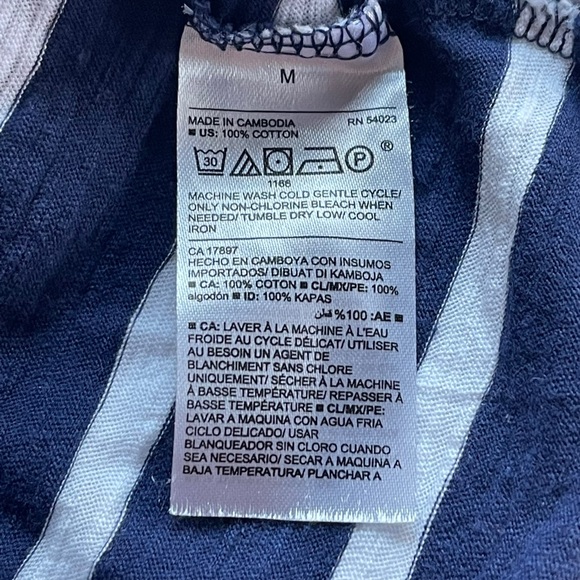 M
MADE IN CAMBODIA RN 54023
■ US: 100% COTTON
30 P ®
1166
MACHINE WASH COLD GENTLE CYCLE/
ONLY NON-CHLORINE BLEACH WHEN
NEEDED/ TUMBLE DRY LOW/ COOL
IRON
CA 17897
HECHO EN CAMBOYA CON INSUMOS
IMPORTADOS/ DIBUAT DI KAMBOJA
■ CA: 100% COTON ■ CL/MX/PE: 100%
algodón ■ ID: 100% KAPAS
■ AE: 100% قطن
■ CA: LAVER À LA MACHINE À L'EAU
FROIDE AU CYCLE DÉLICAT/ UTILISER
AU BESOIN UN AGENT DE
BLANCHIMENT SANS CHLORE
UNIQUEMENT/ SÉCHER À LA MACHINE
À BASSE TEMPÉRATURE/ REPASSER À
BASSE TEMPÉRATURE ■ CL/MX/PE:
LAVAR A MAQUINA CON AGUA FRIA
CICLO DELICADO/ USAR
BLANQUEADOR SIN CLORO CUANDO
SEA NECESARIO/ SECAR A MAQUINA A
BAJA TEMPERATURA/ PLANCHAR A